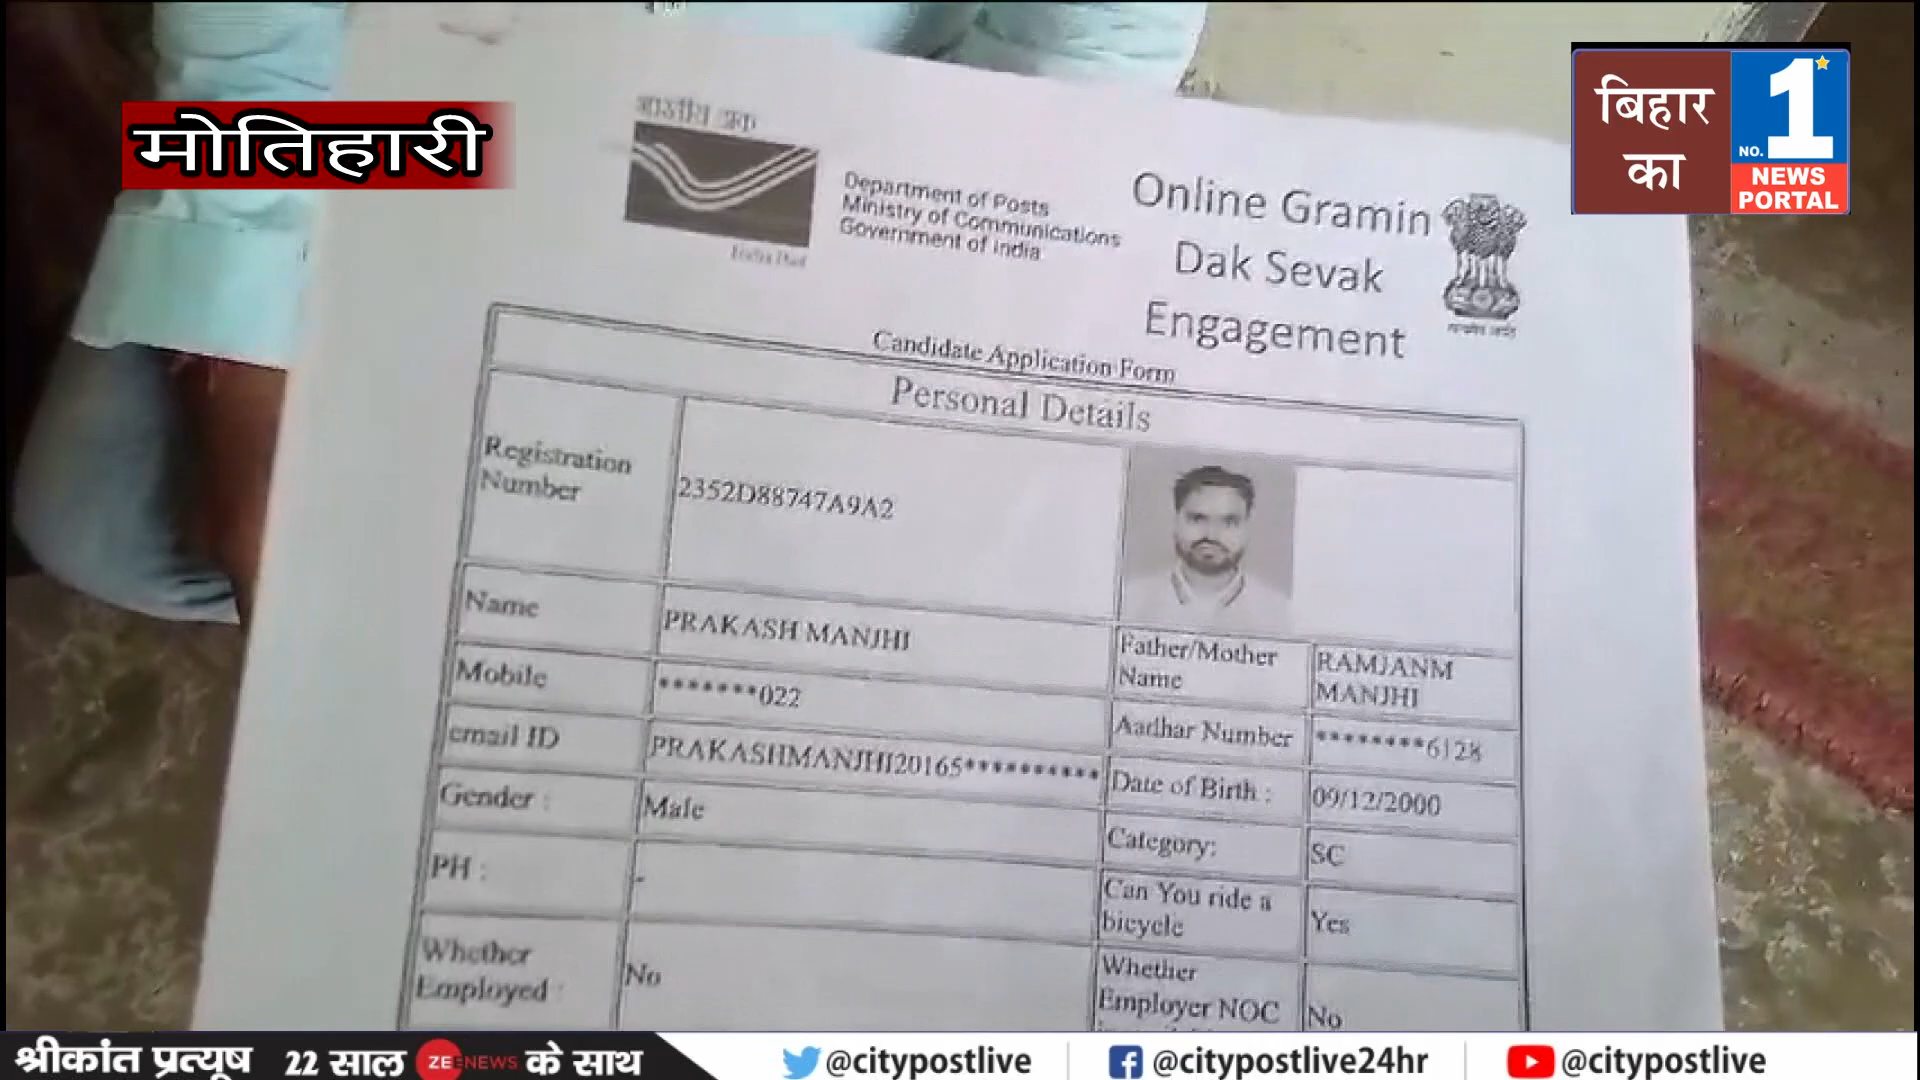 मोतिहारी
बिहार
का
NO. 1
NEWS
PORTAL
भारतीय डाक
Department of Posts
Ministry of Communications
Government of India
India Post
Online Gramin
Dak Sevak
Engagement
Candidate Application Form
Personal Details
Registration
Number
2352D88747A9A2
Name
PRAKASH MANJHI
Father/Mother
Name
RAMJANM
MANJHI
Mobile
*******022
Aadhar Number
********6128
email ID
PRAKASHMANJHI20165**********
Date of Birth :
09/12/2000
Gender :
Male
Category:
SC
PH :
-
Can You ride a
bicycle
Yes
Whether
Employed :
No
Whether
Employer NOC
No
श्रीकांत प्रत्यूष 22 साल ZEE NEWS के साथ
@citypostlive
@citypostlive24hr
@citypostlive